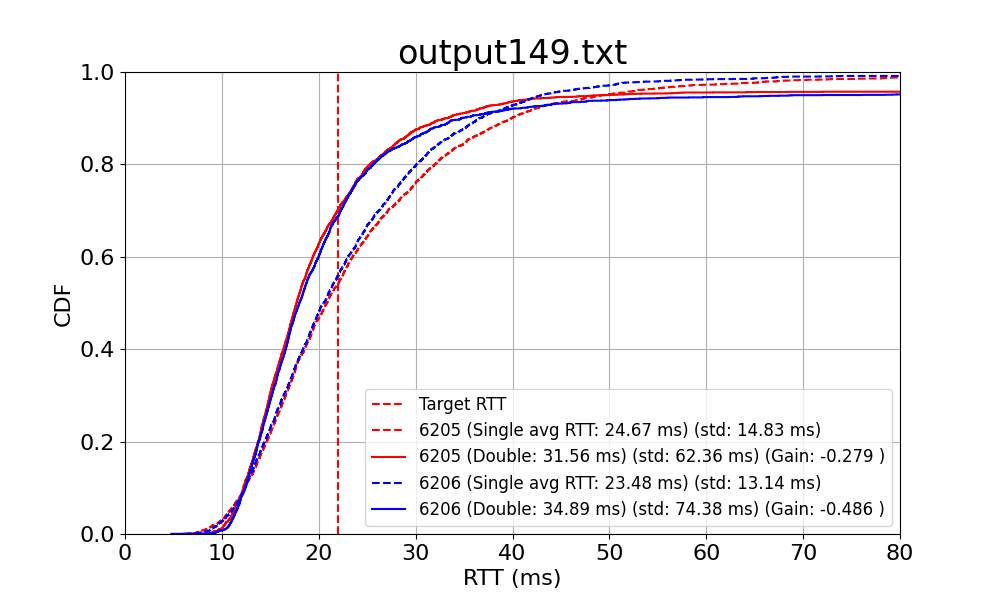 output149.txt
1.0
0.8
0.6
0.4
0.2
0.0
CDF
Target RTT
6205 (Single avg RTT: 24.67 ms) (std: 14.83 ms)
6205 (Double: 31.56 ms) (std: 62.36 ms) (Gain: -0.279 )
6206 (Single avg RTT: 23.48 ms) (std: 13.14 ms)
6206 (Double: 34.89 ms) (std: 74.38 ms) (Gain: -0.486 )
0 10 20 30 40 50 60 70 80
RTT (ms)